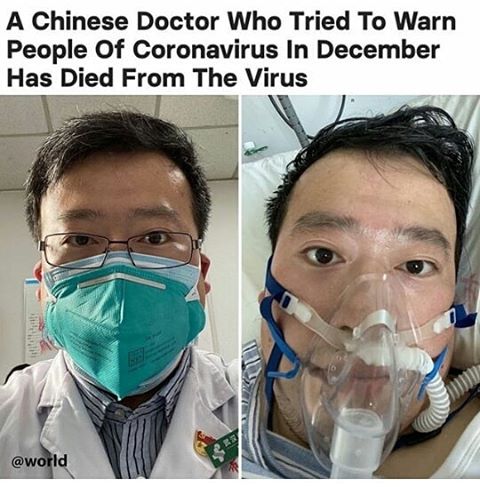 A Chinese Doctor Who Tried To Warn
People Of Coronavirus In December
Has Died From The Virus
@world